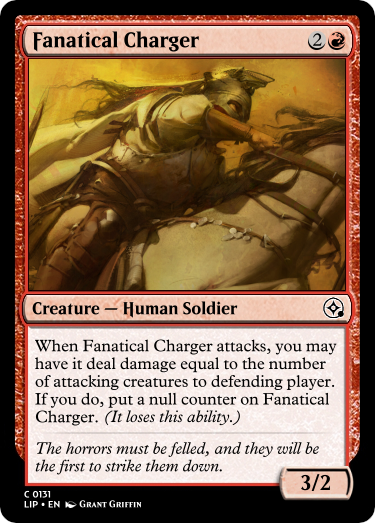 Fanatical Charger 2
Creature — Human Soldier
When Fanatical Charger attacks, you may
have it deal damage equal to the number
of attacking creatures to defending player.
If you do, put a null counter on Fanatical
Charger. (It loses this ability.)
The horrors must be felled, and they will be
the first to strike them down.
3/2
C 0131
LIP • EN Grant Griffin